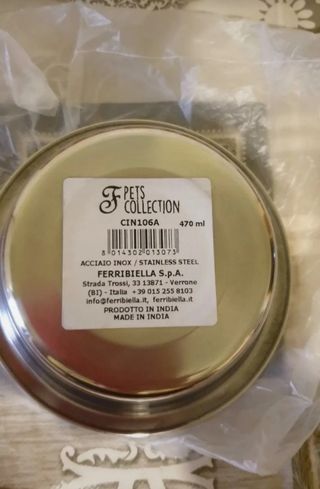 F PETS
COLLECTION
CIN106A 470 ml
8 014302 013073
ACCIAIO INOX / STAINLESS STEEL
FERRIBIELLA S.p.A.
Strada Trossi, 33 13871 - Verrone
(BI) - Italia +39 015 255 8103
info@ferribiella.it, ferribiella.it
PRODOTTO IN INDIA
MADE IN INDIA